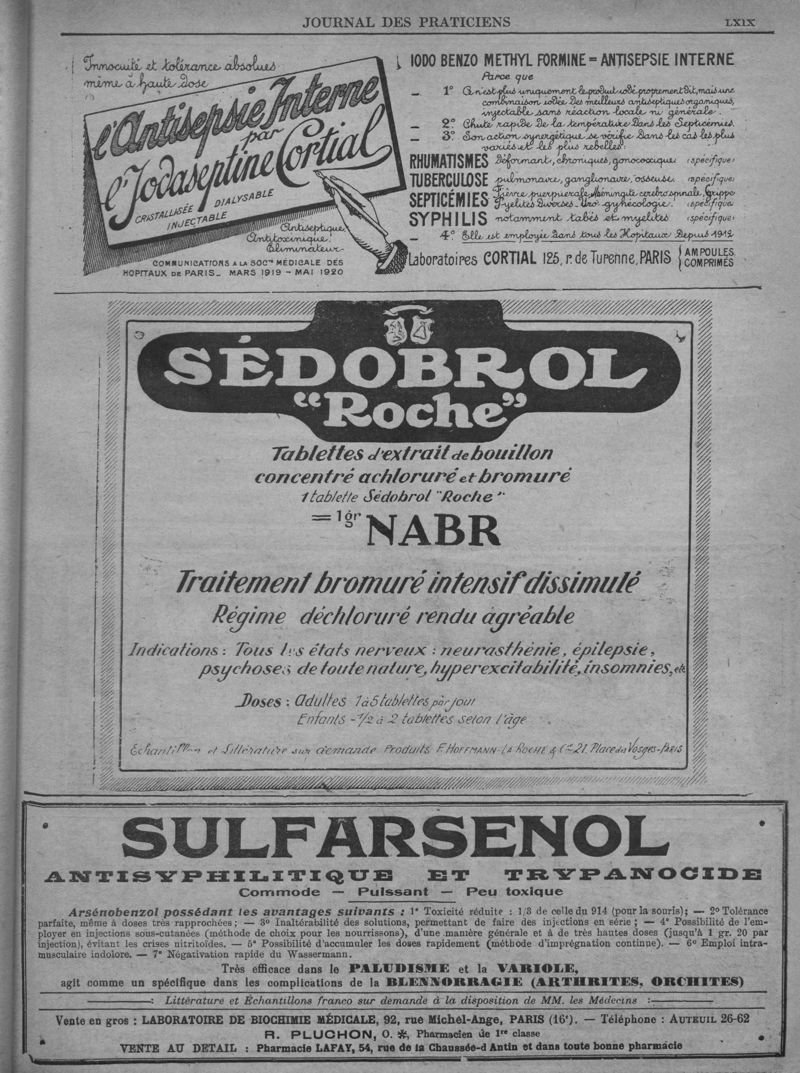 JOURNAL DES PRATICIENS LXIX
Innocuité et tolérance absolues
même à haute dose
l'Antisepsie Interne
par
l'Iodaseptine Cortial
CRISTALLISÉE DIALYSABLE
INJECTABLE
Antiseptique
Antitoxinique
Eliminateur
COMMUNICATIONS A LA SOCTÉ MÉDICALE DES
HOPITAUX DE PARIS_ MARS 1919 - MAI 1920
IODO BENZO METHYL FORMINE = ANTISEPSIE INTERNE
Parce que
_ 1° Ce n'est plus uniquement le produit iodé proprement dit, mais une
combinaison iodée des meilleurs antiseptiques organiques,
injectable sans réaction locale ni générale.
_ 2° Chute rapide de la température dans les Septicémies.
_ 3° Son action synergétique se vérifie dans les cas les plus
variés et les plus rebelles:
RHUMATISMES Déformant, chroniques, gonococcique (spécifique)
TUBERCULOSE pulmonaire, ganglionaire, osseuse (spécifique)
SEPTICÉMIES Fièvre puerpuerale, Méningite cerebro spinale, Grippe
Pyelites Diverses. Uro-gynécologie.
SYPHILIS notamment tabés et myelites (spécifique)
_ 4° Elle est employée dans tous les Hopitaux Depuis 1912
Laboratoires CORTIAL 125, r. de Turenne, PARIS { AMPOULES
COMPRIMÉS
SÉDOBROL
"Roche"
Tablettes d'extrait de bouillon
concentré achloruré et bromuré
1 tablette Sédobrol "Roche"
= 1gr NABR
Traitement bromuré intensif dissimulé
Régime déchloruré rendu agréable
Indications : Tous les états nerveux : neurasthénie, épilepsie,
psychoses de toute nature, hyperexcitabilité, insomnies, etc
Doses : Adultes 1 à 5 tablettes par jour
Enfants - 1/2 à 2 tablettes selon l'âge
Echantillon et Littérature sur demande Produits F. HOFFMANN-LA ROCHE & Cie 21. Place des Vosges-Paris
SULFARSENOL
ANTISYPHILITIQUE ET TRYPANOCIDE
Commode — Puissant — Peu toxique
Arsénobenzol possédant les avantages suivants : 1° Toxicité réduite : 1/3 de celle du 914 (pour la souris); — 2° Tolérance
parfaite, même à doses très rapprochées; — 3° Inaltérabilité des solutions, permettant de faire des injections en série; — 4° Possibilité de l'em-
ployer en injections sous-cutanées (méthode de choix pour les nourrissons), d'une manière générale et à de très hautes doses (jusqu'à 1 gr. 20 par
injection), évitant les crises nitritoïdes. — 5° Possibilité d'accumuler les doses rapidement (méthode d'imprégnation continue). — 6° Emploi intra-
musculaire indolore. — 7° Négativation rapide du Wassermann.
Très efficace dans le PALUDISME et la VARIOLE,
agit comme un spécifique dans les complications de la BLENNORRAGIE (ARTHRITES, ORCHITES)
: Littérature et Échantillons franco sur demande à la disposition de MM. les Médecins :
Vente en gros : LABORATOIRE DE BIOCHIMIE MÉDICALE, 92, rue Michel-Ange, PARIS (16e). — Téléphone : AUTEUIL 26-62
R. PLUCHON, O. ✻, Pharmacien de 1re classe
VENTE AU DETAIL : Pharmacie LAFAY, 54, rue de la Chaussée-d Antin et dans toute bonne pharmacie